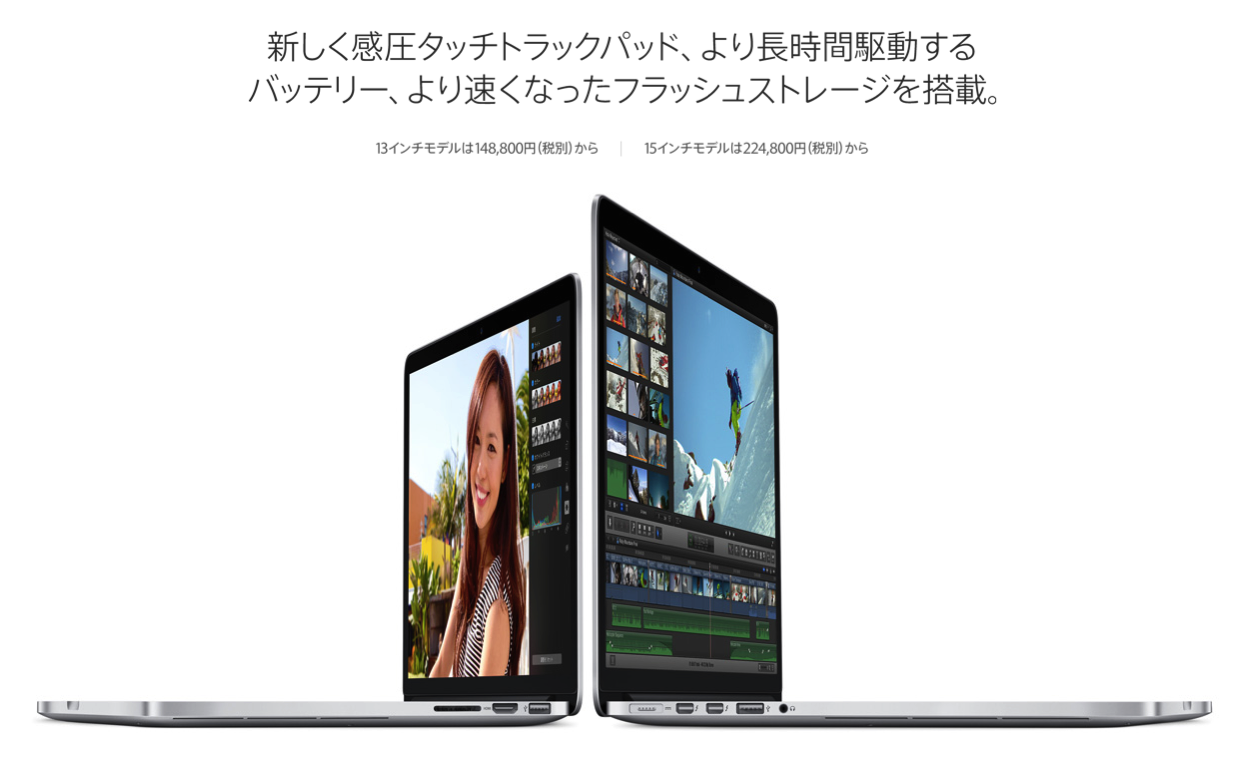 新しく感圧タッチトラックパッド、より長時間駆動する
バッテリー、より速くなったフラッシュストレージを搭載。
13インチモデルは148,800円（税別）から
15インチモデルは224,800円（税別）から